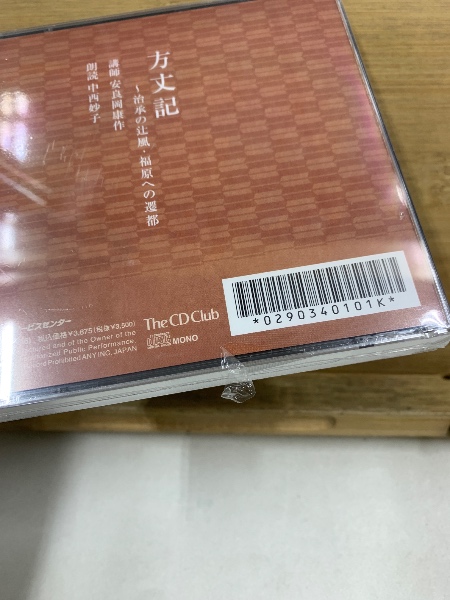 方丈記
～治承の辻風・福原への遷都
講師 安良岡康作
朗読 中西妙子
ービスセンター
税込価格¥3,675(税抜¥3,500)
and of the Owner of the
Public Performance,
Prohibited ANY INC. JAPAN
The CD Club
MONO
*0290340101K*